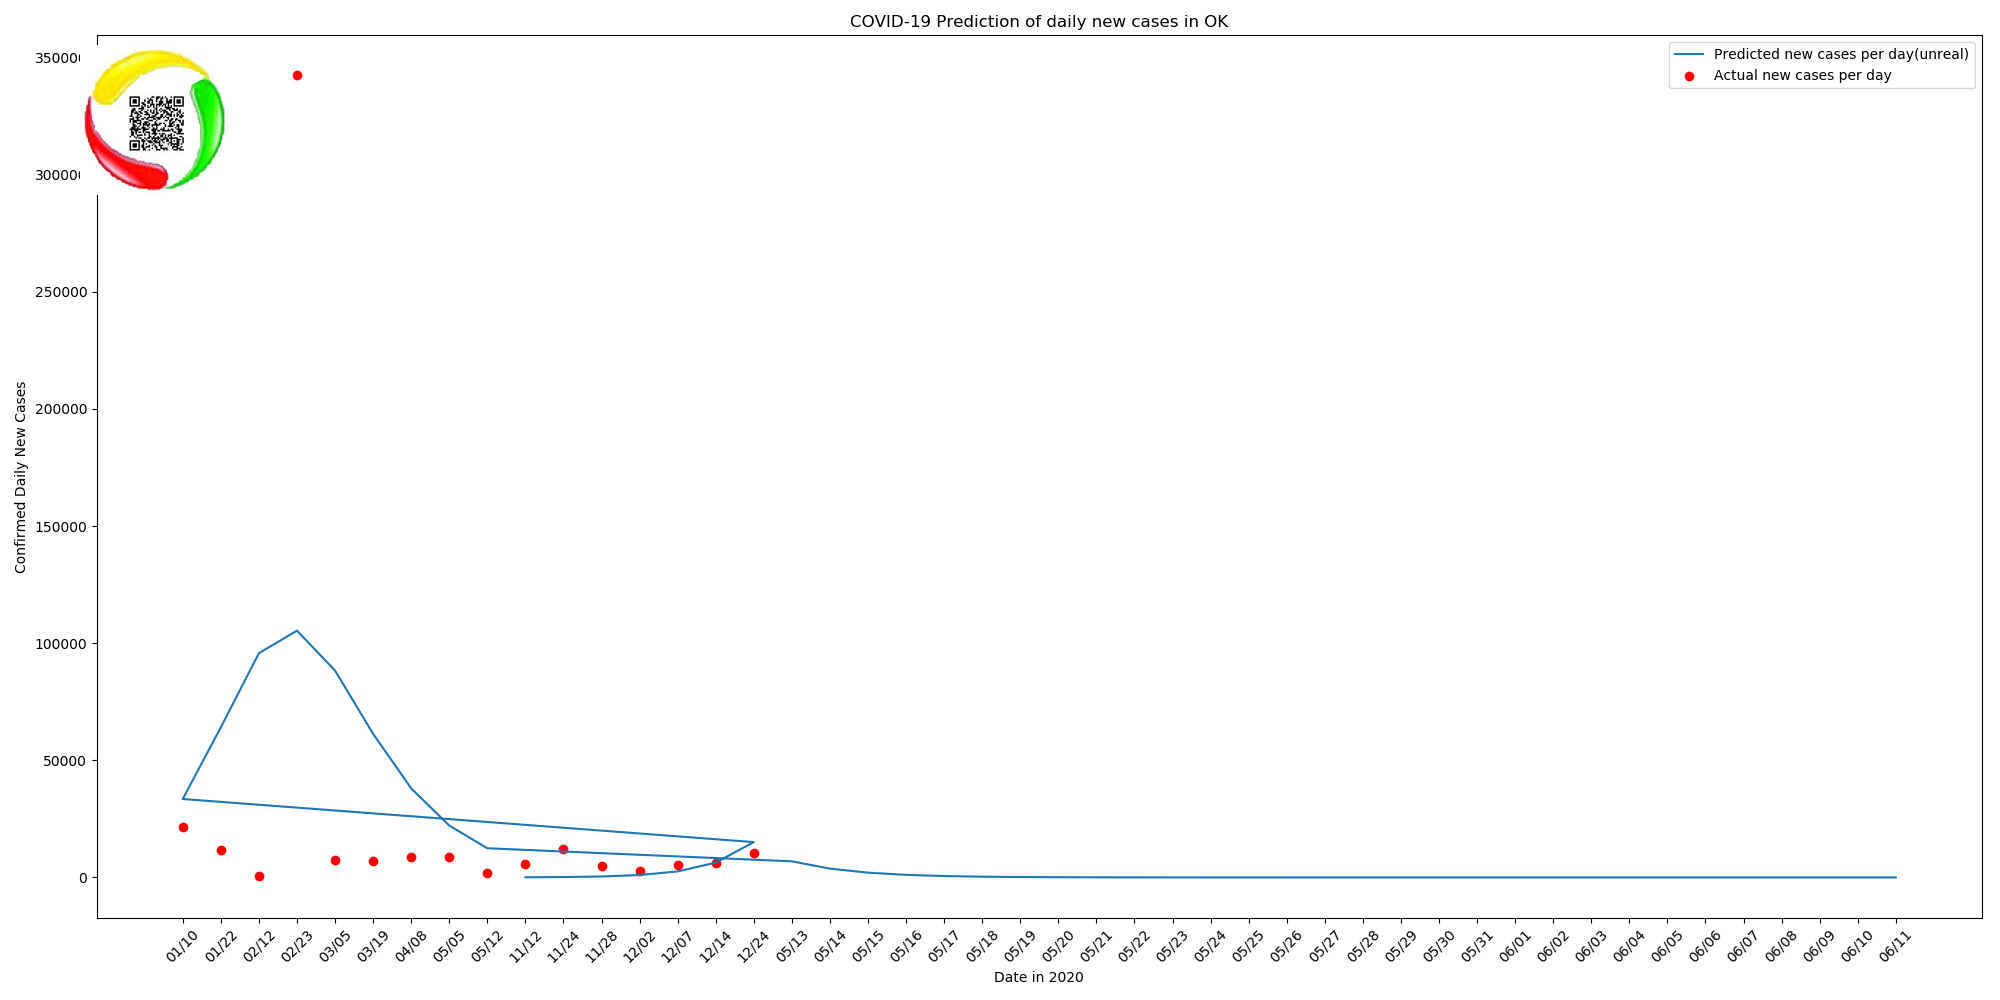 COVID-19 Prediction of daily new cases in OK
Predicted new cases per day(unreal)
Actual new cases per day
Confirmed Daily New Cases
35000
30000
250000
200000
150000
100000
50000
0
01/10 01/22 02/12 02/23 03/05 03/19 04/08 05/05 05/12 11/12 11/24 11/28 12/02 12/07 12/14 12/24 05/13 05/14 05/15 05/16 05/17 05/18 05/19 05/20 05/21 05/22 05/23 05/24 05/25 05/26 05/27 05/28 05/29 05/30 05/31 06/01 06/02 06/03 06/04 06/05 06/06 06/07 06/08 06/09 06/10 06/11
Date in 2020